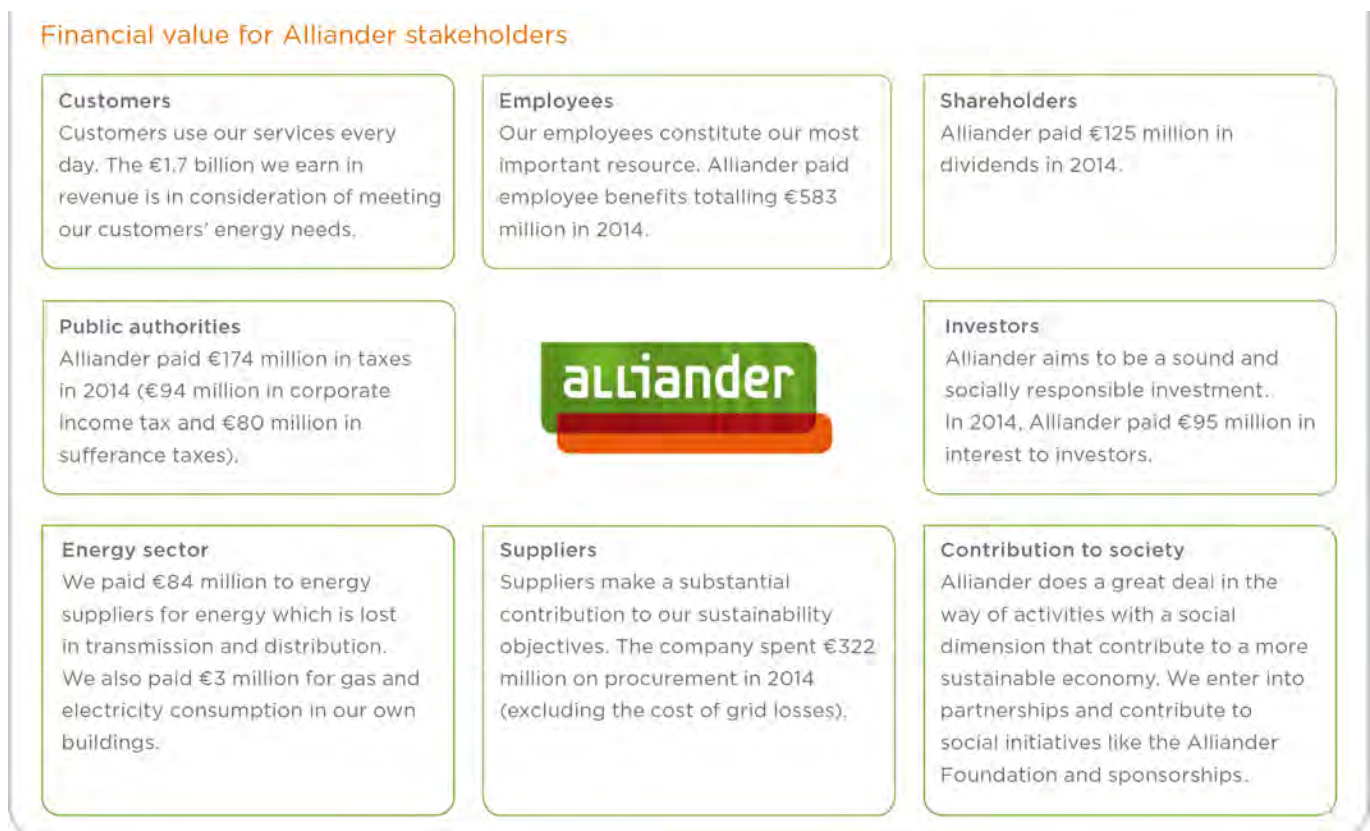 Financial value for Alliander stakeholders
Customers
Customers use our services every
day. The €1.7 billion we earn in
revenue is in consideration of meeting
our customers' energy needs.
Employees
Our employees constitute our most
important resource. Alliander paid
employee benefits totalling €583
million in 2014.
Shareholders
Alliander paid €125 million in
dividends in 2014.
Public authorities
Alliander paid €174 million in taxes
in 2014 (€94 million in corporate
income tax and €80 million in
sufferance taxes).
alliander
Investors
Alliander aims to be a sound and
socially responsible investment.
In 2014, Alliander paid €95 million in
interest to investors.
Energy sector
We paid €84 million to energy
suppliers for energy which is lost
in transmission and distribution.
We also paid €3 million for gas and
electricity consumption in our own
buildings.
Suppliers
Suppliers make a substantial
contribution to our sustainability
objectives. The company spent €322
million on procurement in 2014
(excluding the cost of grid losses).
Contribution to society
Alliander does a great deal in the
way of activities with a social
dimension that contribute to a more
sustainable economy. We enter into
partnerships and contribute to
social initiatives like the Alliander
Foundation and sponsorships.